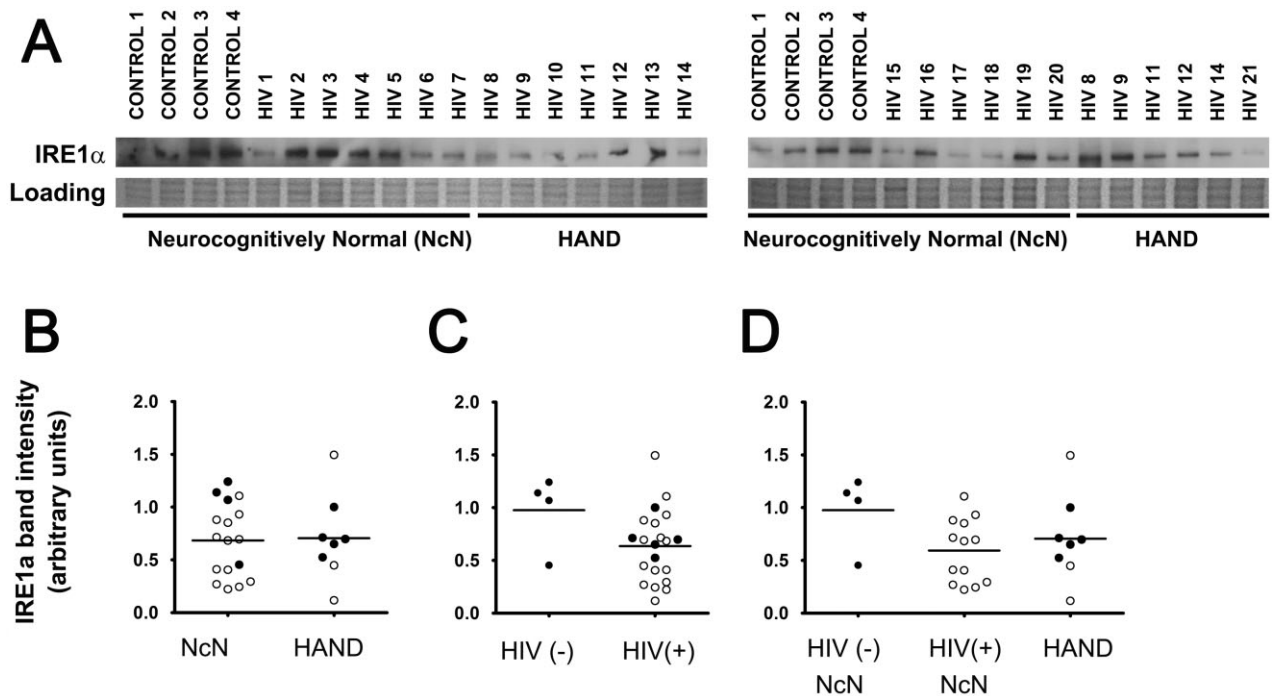 A
CONTROL 1
CONTROL 2
CONTROL 3
CONTROL 4
HIV 1
HIV 2
HIV 3
HIV 4
HIV 5
HIV 6
HIV 7
HIV 8
HIV 9
HIV 10
HIV 11
HIV 12
HIV 13
HIV 14
CONTROL 1
CONTROL 2
CONTROL 3
CONTROL 4
HIV 15
HIV 16
HIV 17
HIV 18
HIV 19
HIV 20
HIV 8
HIV 9
HIV 11
HIV 12
HIV 14
HIV 21
IRE1α
Loading
Neurocognitively Normal (NcN) HAND
Neurocognitively Normal (NcN) HAND
B
IRE1a band intensity
(arbitrary units)
2.0
1.5
1.0
0.5
0.0
NcN HAND
C
2.0
1.5
1.0
0.5
0.0
HIV (-) HIV(+)
D
2.0
1.5
1.0
0.5
0.0
HIV (-) HIV(+) HAND
NcN NcN